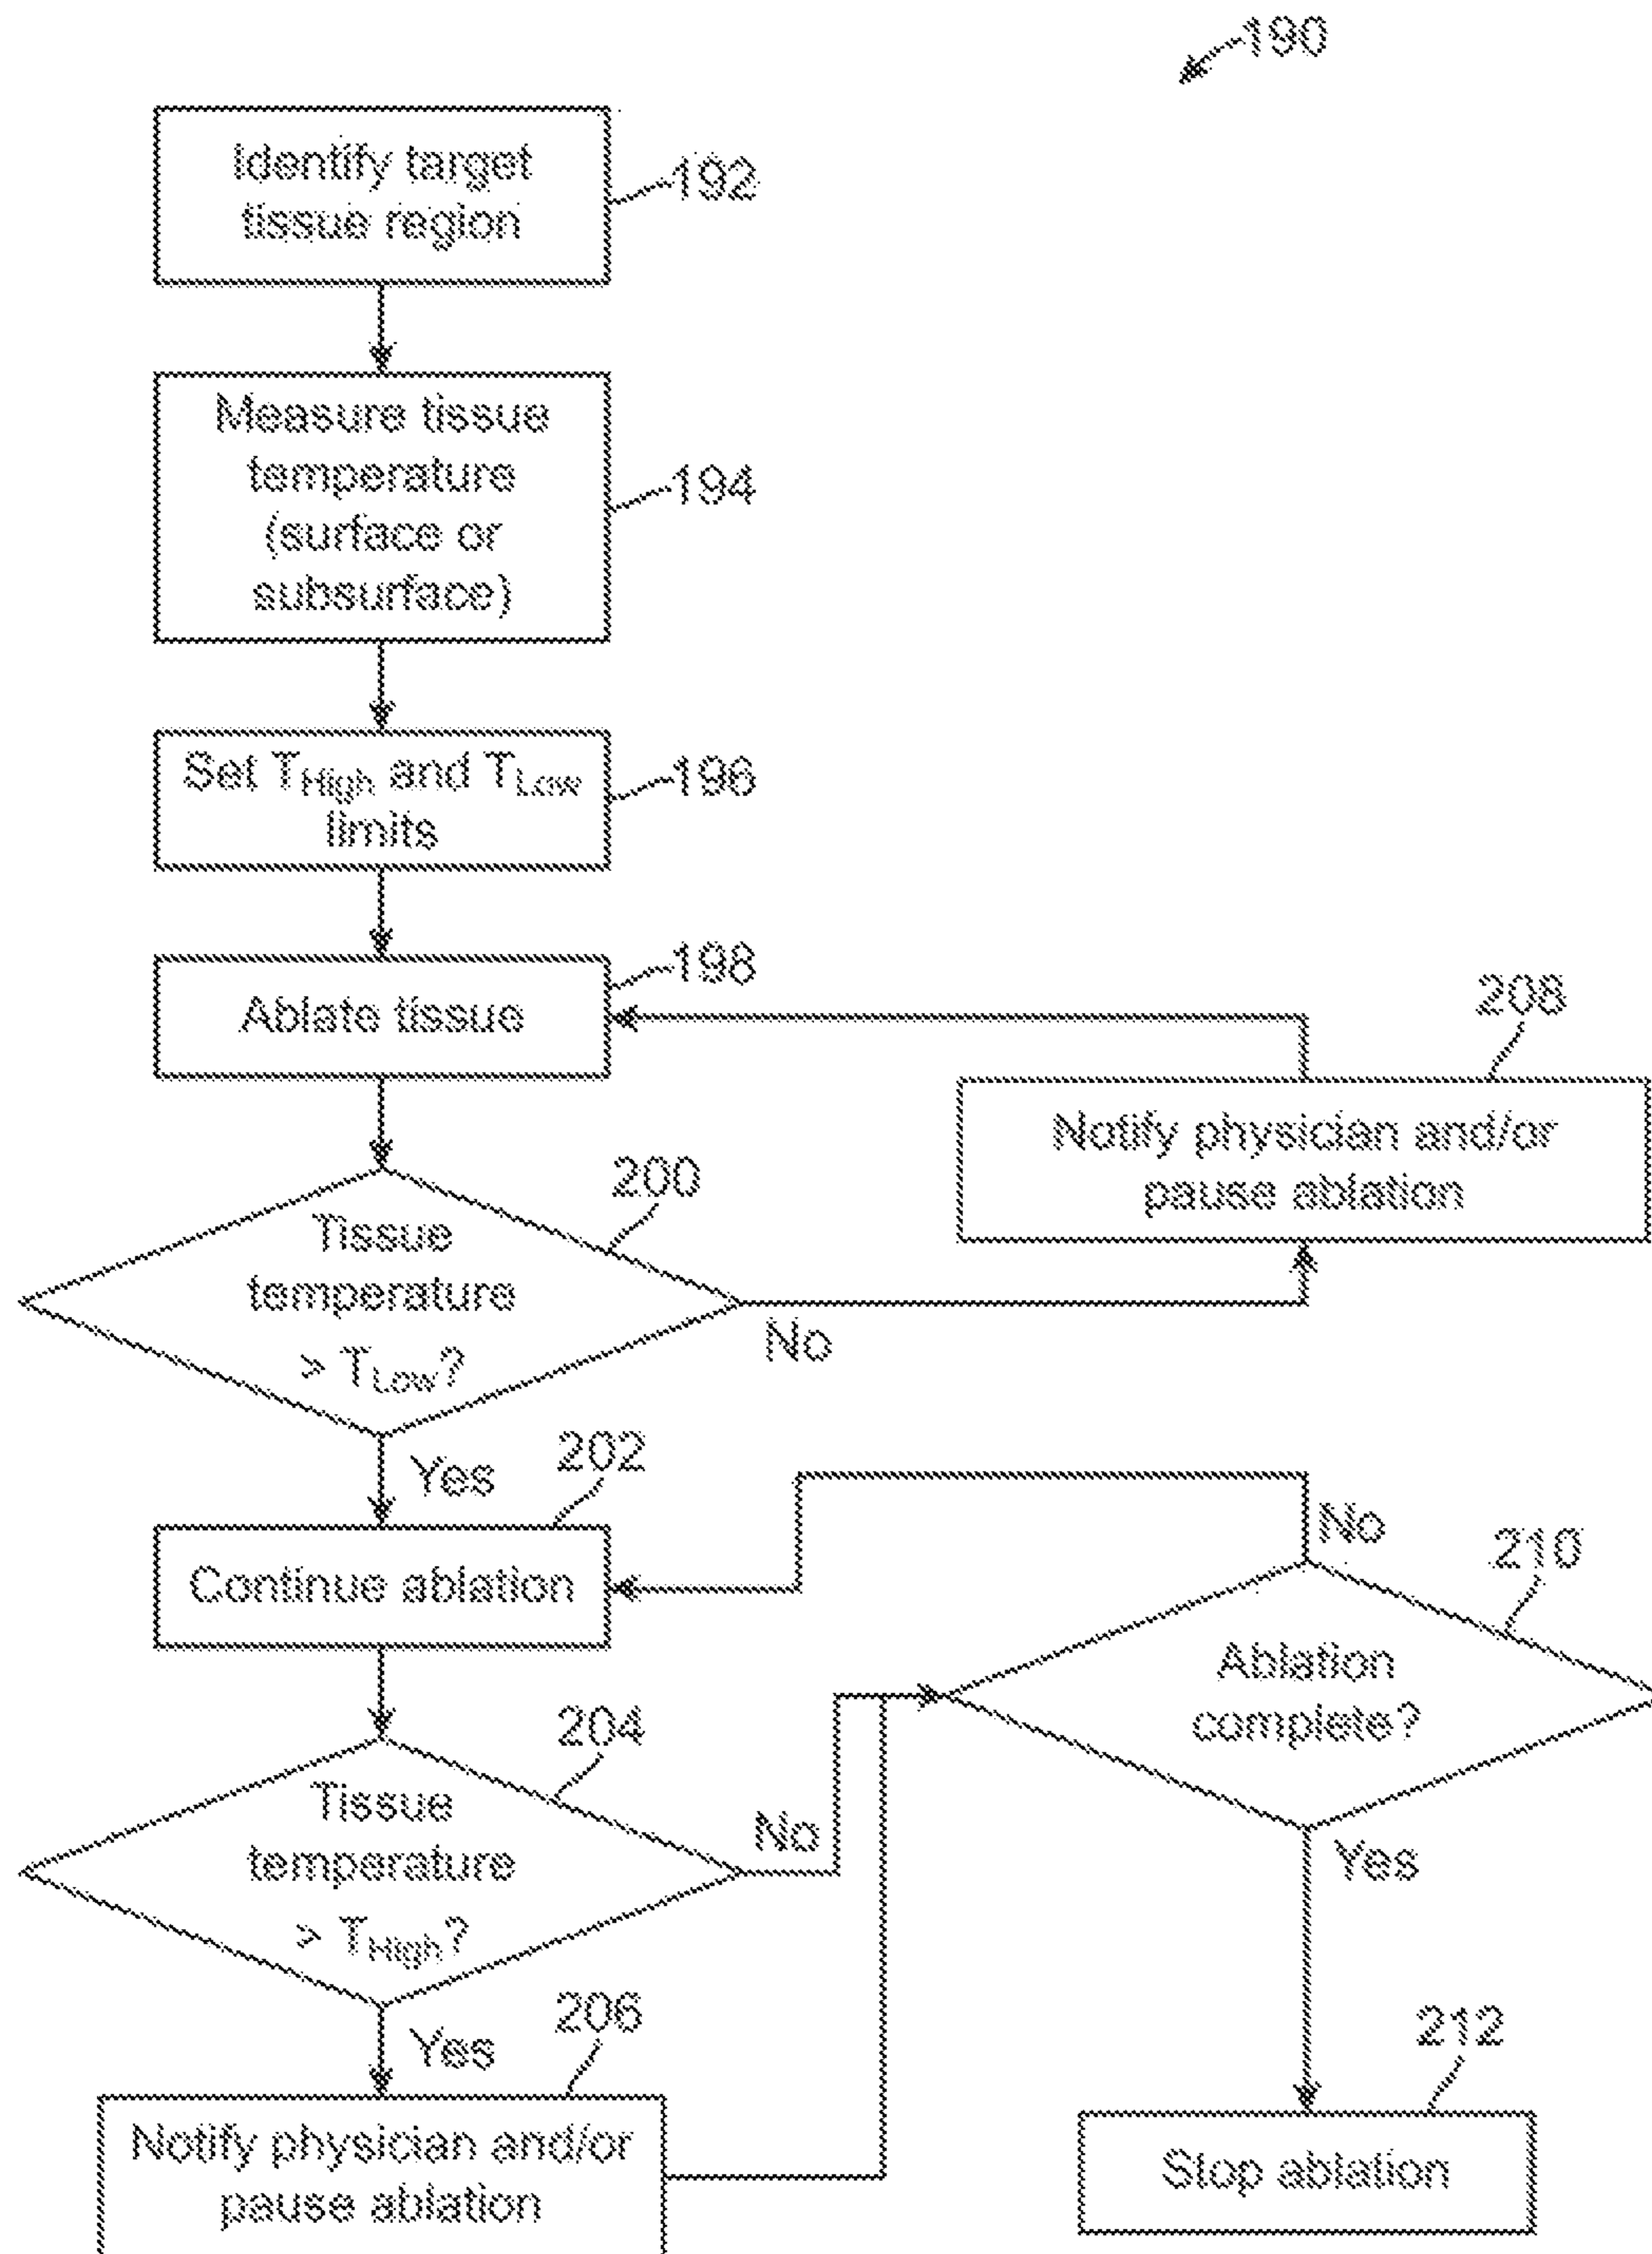 190
Identify target
tissue region
192
Measure tissue
temperature
(surface or
subsurface)
194
Set THigh and TLow
limits
196
Ablate tissue
198
208
Notify physician and/or
pause ablation
200
Tissue
temperature
> TLow?
No
Yes
202
Continue ablation
No
210
Ablation
complete?
Yes
204
Tissue
temperature
> THigh?
No
Yes
206
Notify physician and/or
pause ablation
212
Stop ablation